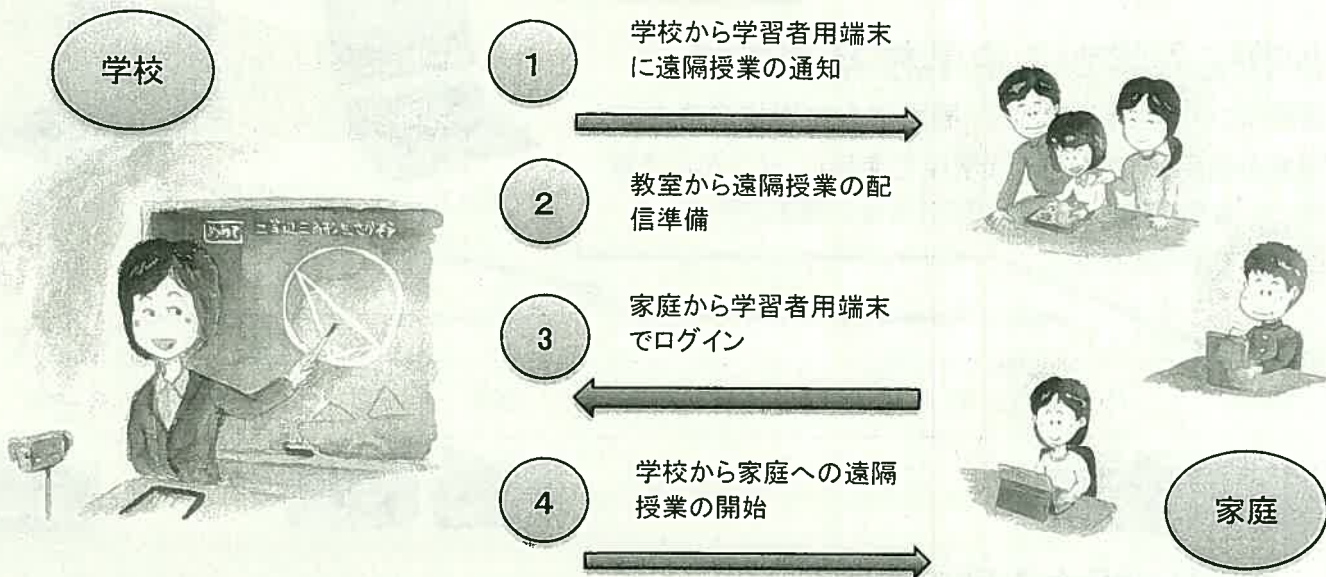 学校
1
学校から学習者用端末
に遠隔授業の通知
2
教室から遠隔授業の配
信準備
3
家庭から学習者用端末
でログイン
4
学校から家庭への遠隔
授業の開始
家庭